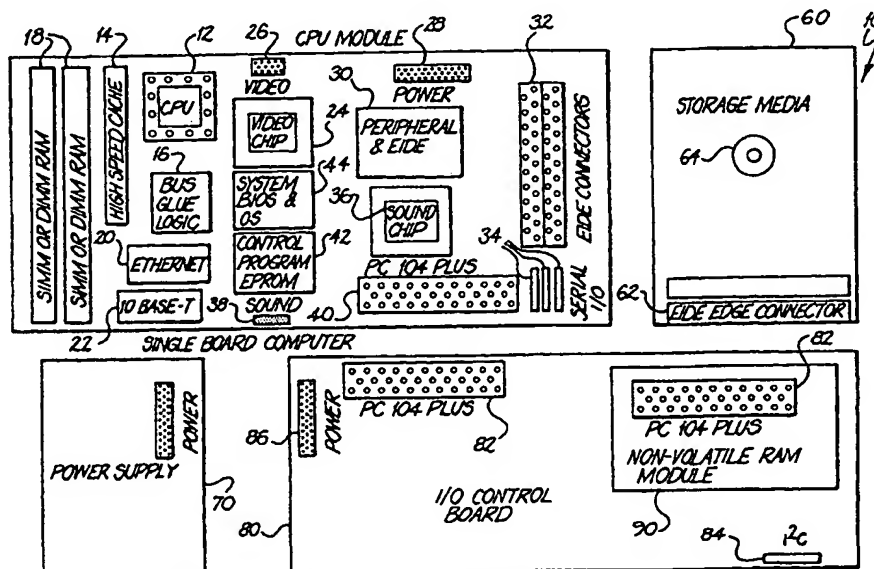 18
14
12
26
CPU MODULE
28
32
60
10
SIMM OR DIMM RAM
SIMM OR DIMM RAM
HIGH SPEED CACHE
CPU
VIDEO
POWER
30
VIDEO CHIP
24
PERIPHERAL & EIDE
EIDE CONNECTORS
STORAGE MEDIA
64
16
BUS GLUE LOGIC
SYSTEM BIOS & OS
44
36
SOUND CHIP
34
20
ETHERNET
CONTROL PROGRAM EPROM
42
PC 104 PLUS
SERIAL I/O
22
10 BASE-T
38
SOUND
40
62
EIDE EDGE CONNECTOR
SINGLE BOARD COMPUTER
82
POWER SUPPLY
POWER
70
86
POWER
PC 104 PLUS
82
I/O CONTROL BOARD
80
PC 104 PLUS
NON-VOLATILE RAM MODULE
90
84
I²C